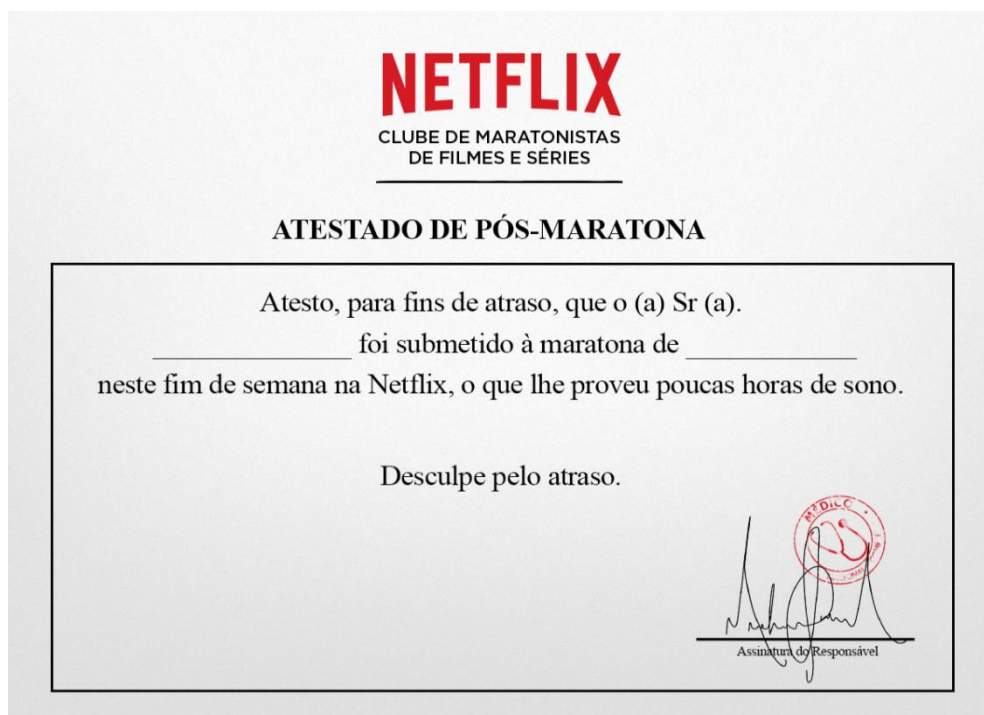 NETFLIX
CLUBE DE MARATONISTAS
DE FILMES E SÉRIES
ATESTADO DE PÓS-MARATONA
Atesto, para fins de atraso, que o (a) Sr (a).
_______________ foi submetido à maratona de _____________
neste fim de semana na Netflix, o que lhe proveu poucas horas de sono.
Desculpe pelo atraso.
MÉDICO
Assinatura do Responsável